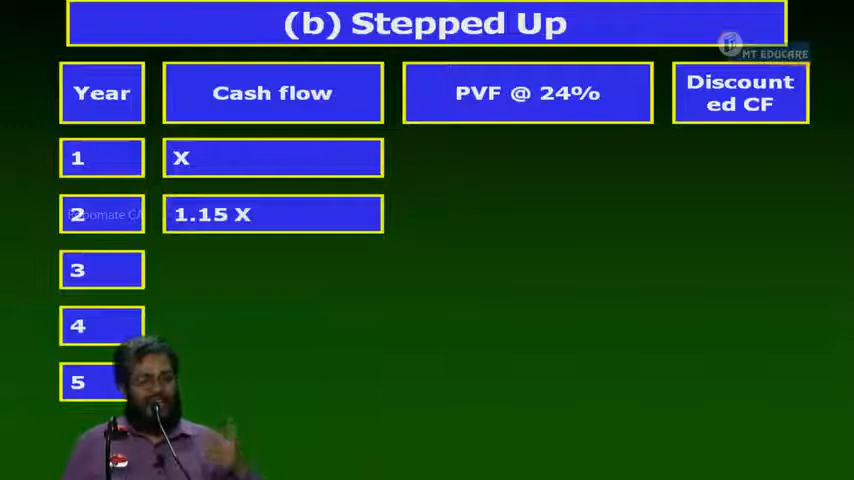 (b) Stepped Up
MT EDUCARE
Year Cash flow PVF @ 24% Discount
ed CF
1 X
2 1.15 X
3
4
5